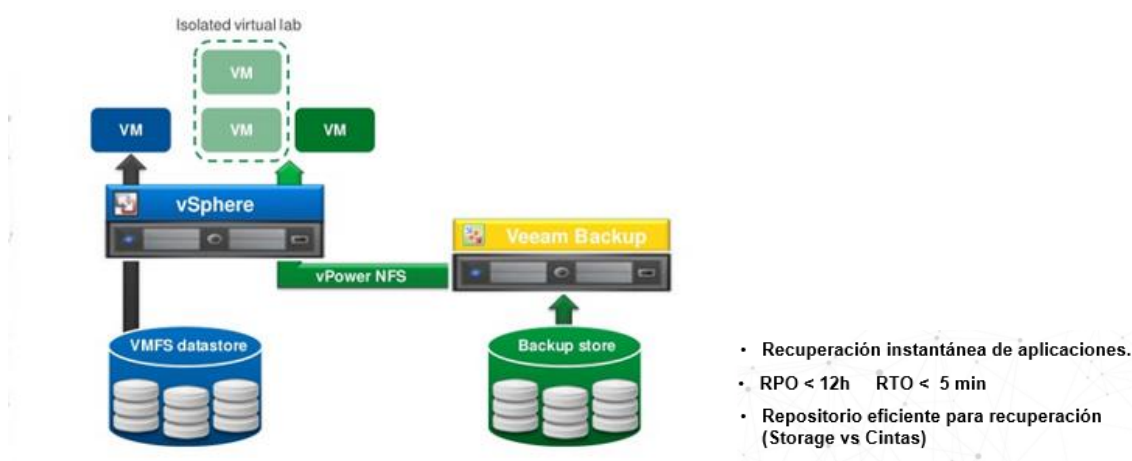 Isolated virtual lab
VM
VM
VM
VM
vSphere
Veeam Backup
vPower NFS
VMFS datastore
Backup store
• Recuperación instantánea de aplicaciones.
• RPO < 12h RTO < 5 min
• Repositorio eficiente para recuperación
(Storage vs Cintas)